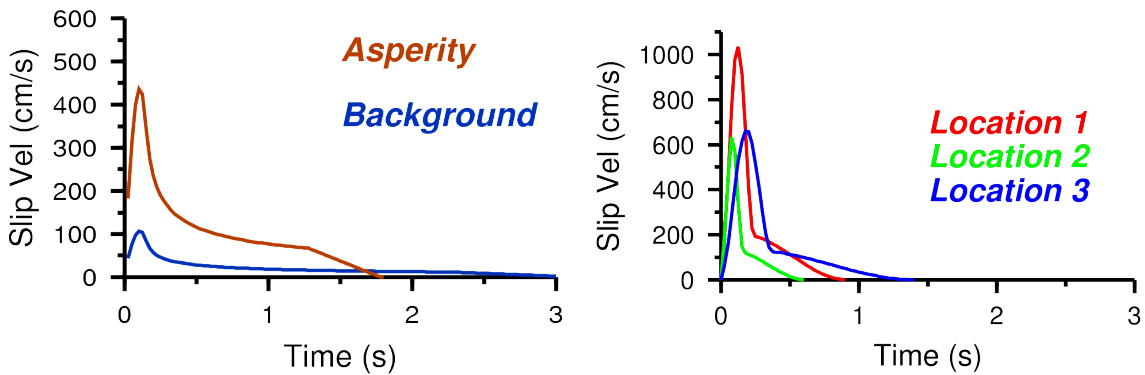 600
500
400
300
200
100
0
Slip Vel (cm/s)
Asperity
Background
0
1
2
3
Time (s)
1000
800
600
400
200
0
Slip Vel (cm/s)
Location 1
Location 2
Location 3
0
1
2
3
Time (s)